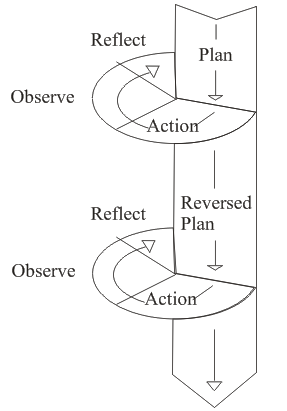 Reflect
Plan
Observe
Action
Reflect
Reversed
Plan
Observe
Action